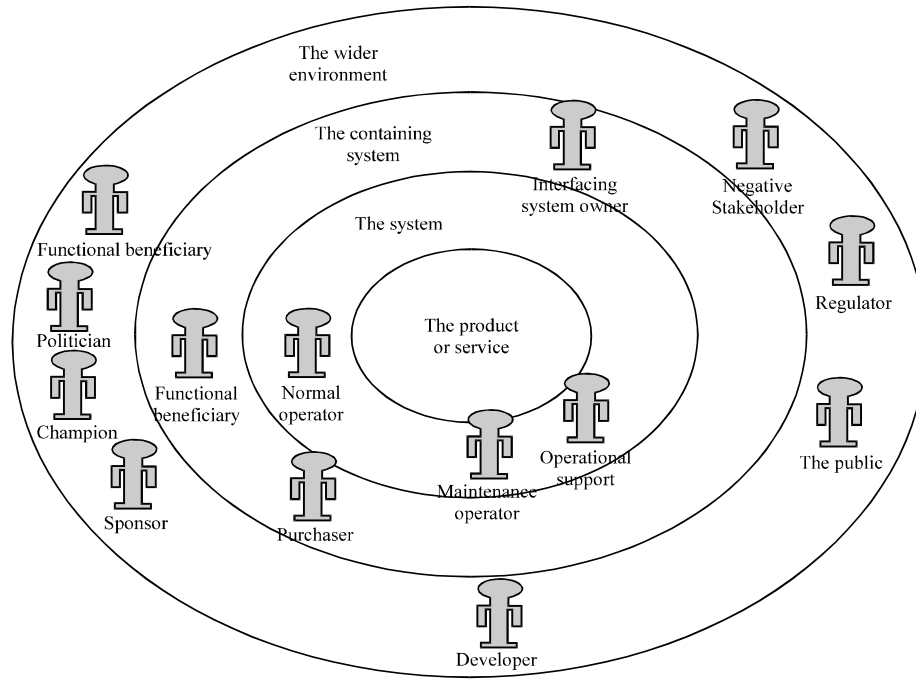 The wider
environment
The containing
system
Interfacing
system owner
Negative
Stakeholder
The system
Functional beneficiary
Regulator
Politician
The product
or service
Functional
beneficiary
Normal
operator
Champion
Operational
support
The public
Maintenance
operator
Sponsor
Purchaser
Developer